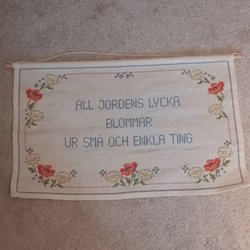 ALL JORDENS LYCKA
BLOMMAR
UR SMÅ OCH ENKLA TING